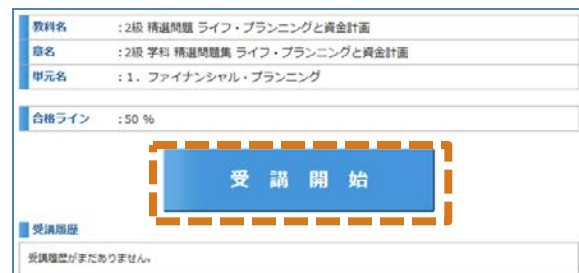 教科名 :2級 精選問題 ライフ・プランニングと資金計画
章名 :2級 学科 精選問題集 ライフ・プランニングと資金計画
単元名 :1．ファイナンシャル・プランニング
合格ライン :50 %
受講開始
受講履歴
受講履歴がまだありません。